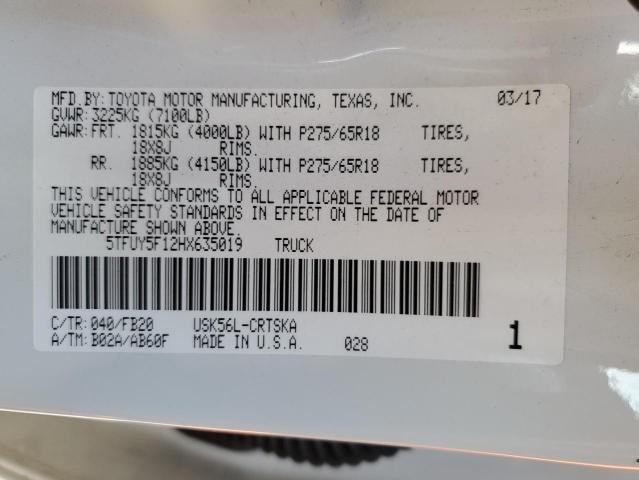 MFD.BY:TOYOTA MOTOR MANUFACTURING, TEXAS, INC. 03/17
GVWR:3225KG (7100LB)
GAWR:FRT. 1815KG (4000LB) WITH P275/65R18 TIRES,
18X8J RIMS.
RR. 1885KG (4150LB) WITH P275/65R18 TIRES,
18X8J RIMS.
THIS VEHICLE CONFORMS TO ALL APPLICABLE FEDERAL MOTOR
VEHICLE SAFETY STANDARDS IN EFFECT ON THE DATE OF
MANUFACTURE SHOWN ABOVE.
5TFUY5F12HX635019 TRUCK
C/TR:040/FB20 USK56L-CRTSKA
A/TM:B02A/AB60F MADE IN U.S.A. 028 1